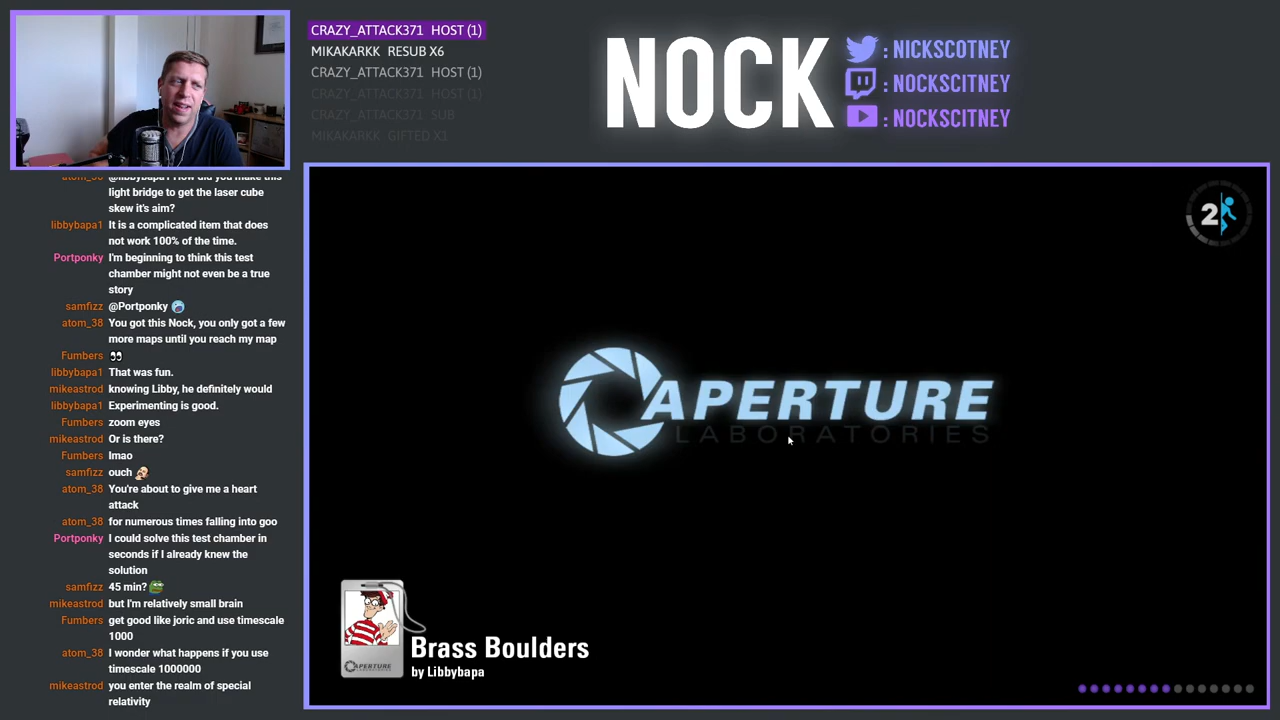 CRAZY_ATTACK371 HOST (1)
MIKAKARKK RESUB X6
CRAZY_ATTACK371 HOST (1)
CRAZY_ATTACK371 HOST (1)
CRAZY_ATTACK371 SUB
MIKAKARKK GIFTED X1
NOCK
: NICKSCOTNEY
: NOCKSCITNEY
: NOCKSCITNEY
atom_38 @libbybapa1 How did you make this
light bridge to get the laser cube
skew it's aim?
libbybapa1 It is a complicated item that does
not work 100% of the time.
Portponky I'm beginning to think this test
chamber might not even be a true
story
samfizz @Portponky
atom_38 You got this Nock, you only got a few
more maps until you reach my map
Fumbers
libbybapa1 That was fun.
mikeastrod knowing Libby, he definitely would
libbybapa1 Experimenting is good.
Fumbers zoom eyes
mikeastrod Or is there?
Fumbers lmao
samfizz ouch
atom_38 You're about to give me a heart
attack
atom_38 for numerous times falling into goo
Portponky I could solve this test chamber in
seconds if I already knew the
solution
samfizz 45 min?
mikeastrod but I'm relatively small brain
Fumbers get good like joric and use timescale
1000
atom_38 I wonder what happens if you use
timescale 1000000
mikeastrod you enter the realm of special
relativity
2
APERTURE
LABORATORIES
APERTURE
Brass Boulders
by Libbybapa